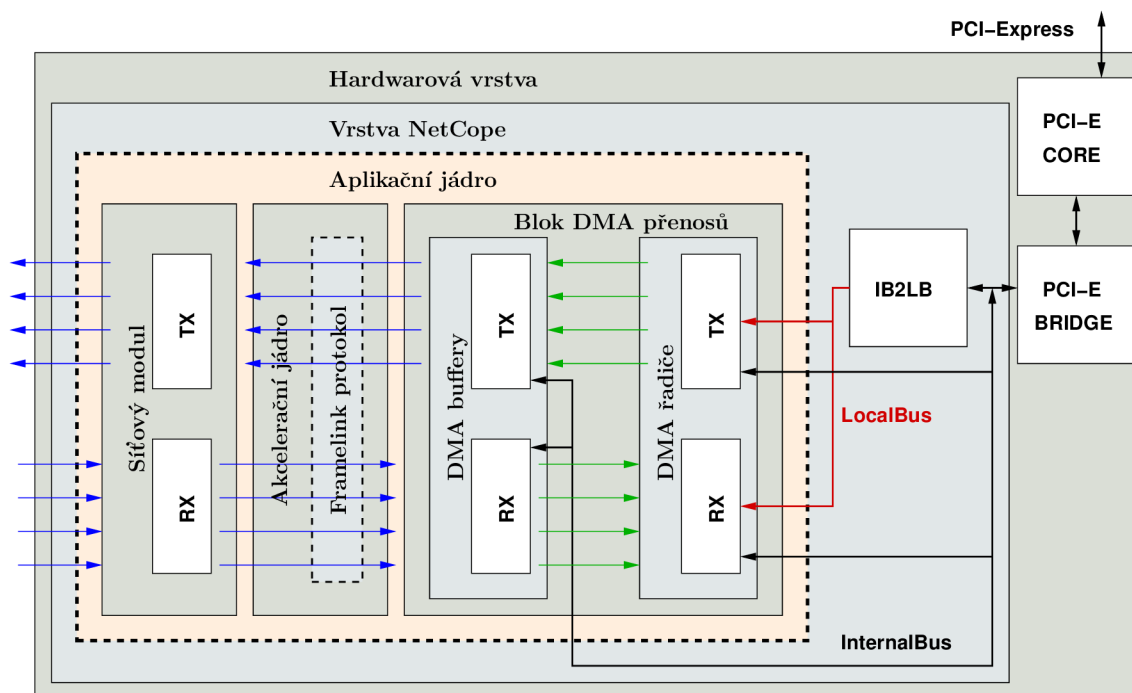 PCI−Express
Hardwarová vrstva
Vrstva NetCope
PCI−E
CORE
Aplikační jádro
Blok DMA přenosů
Síťový modul
TX
RX
Akcelerační jádro
Framelink protokol
DMA buffery
TX
RX
DMA řadiče
TX
RX
IB2LB
PCI−E
BRIDGE
LocalBus
InternalBus